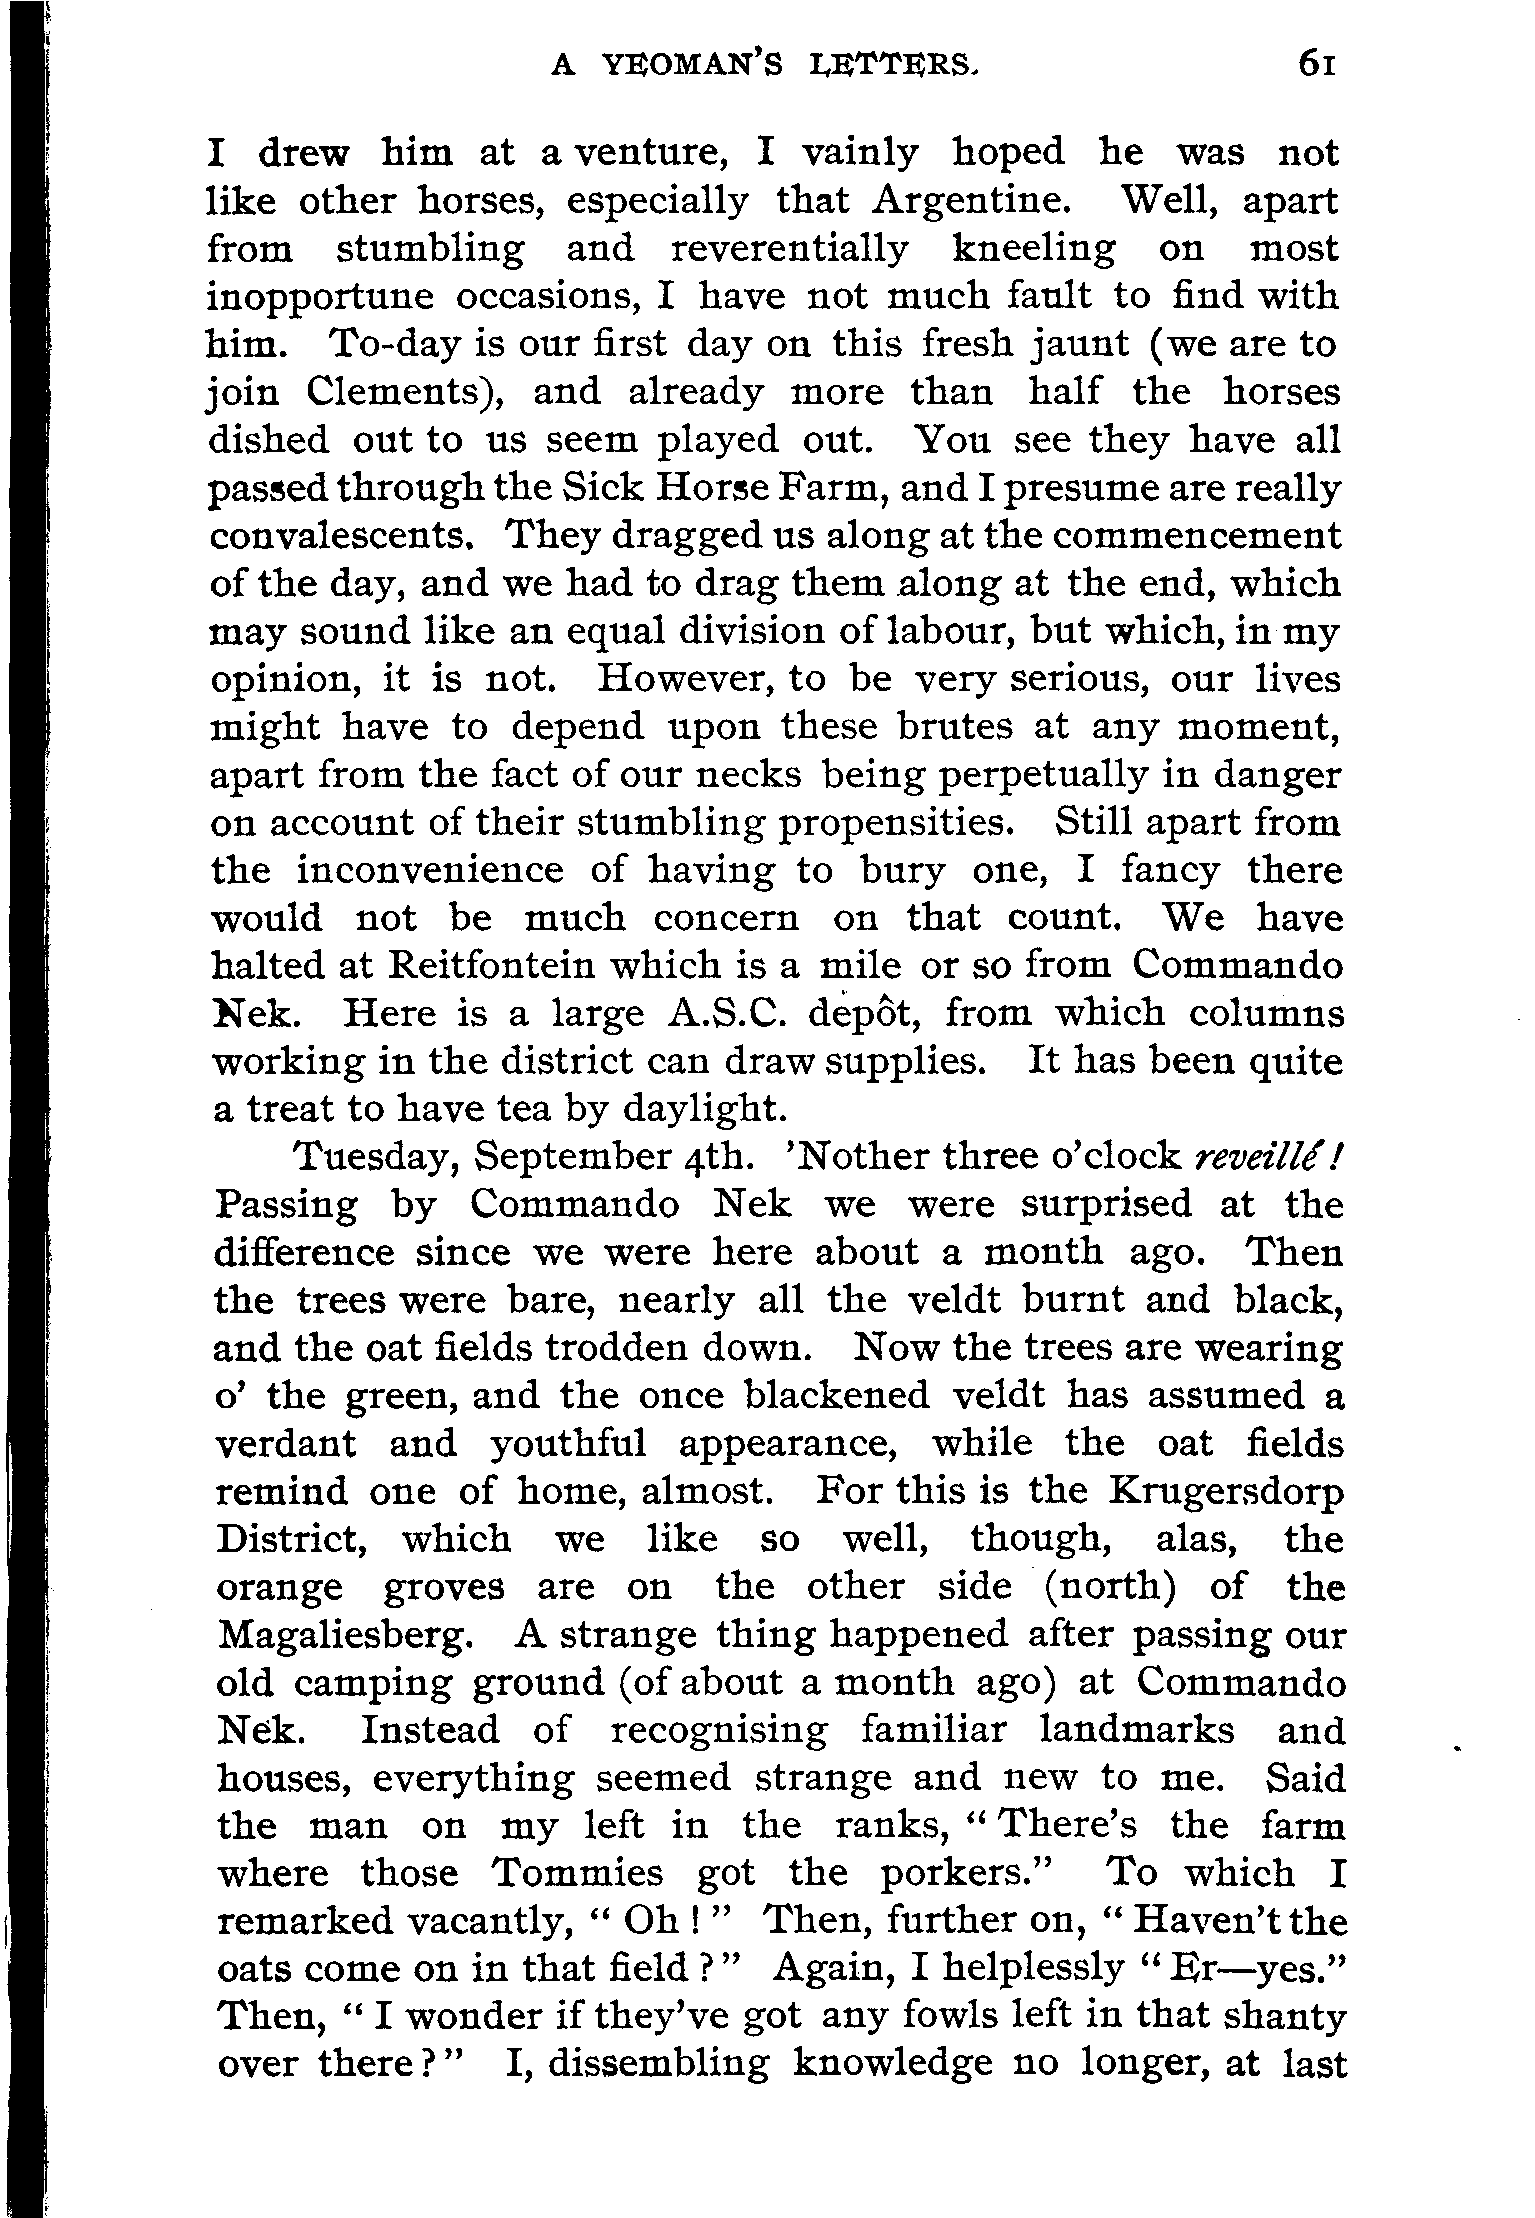 A YEOMAN'S LETTERS. 61
I drew him at a venture, I vainly hoped he was not
like other horses, especially that Argentine. Well, apart
from stumbling and reverentially kneeling on most
inopportune occasions, I have not much fault to find with
him. To-day is our first day on this fresh jaunt (we are to
join Clements), and already more than half the horses
dished out to us seem played out. You see they have all
passed through the Sick Horse Farm, and I presume are really
convalescents. They dragged us along at the commencement
of the day, and we had to drag them along at the end, which
may sound like an equal division of labour, but which, in my
opinion, it is not. However, to be very serious, our lives
might have to depend upon these brutes at any moment,
apart from the fact of our necks being perpetually in danger
on account of their stumbling propensities. Still apart from
the inconvenience of having to bury one, I fancy there
would not be much concern on that count. We have
halted at Reitfontein which is a mile or so from Commando
Nek. Here is a large A.S.C. depôt, from which columns
working in the district can draw supplies. It has been quite
a treat to have tea by daylight.
Tuesday, September 4th. 'Nother three o'clock reveillé!
Passing by Commando Nek we were surprised at the
difference since we were here about a month ago. Then
the trees were bare, nearly all the veldt burnt and black,
and the oat fields trodden down. Now the trees are wearing
o' the green, and the once blackened veldt has assumed a
verdant and youthful appearance, while the oat fields
remind one of home, almost. For this is the Krugersdorp
District, which we like so well, though, alas, the
orange groves are on the other side (north) of the
Magaliesberg. A strange thing happened after passing our
old camping ground (of about a month ago) at Commando
Nek. Instead of recognising familiar landmarks and
houses, everything seemed strange and new to me. Said
the man on my left in the ranks, "There's the farm
where those Tommies got the porkers." To which I
remarked vacantly, "Oh!" Then, further on, "Haven't the
oats come on in that field?" Again, I helplessly "Er—yes."
Then, "I wonder if they've got any fowls left in that shanty
over there?" I, dissembling knowledge no longer, at last